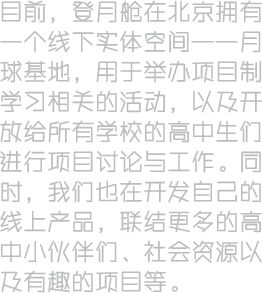 目前，登月舱在北京拥有
一个线下实体空间——月
球基地，用于举办项目制
学习相关的活动，以及开
放给所有学校的高中生们
进行项目讨论与工作。同
时，我们也在开发自己的
线上产品，联结更多的高
中小伙伴们、社会资源以
及有趣的项目等。